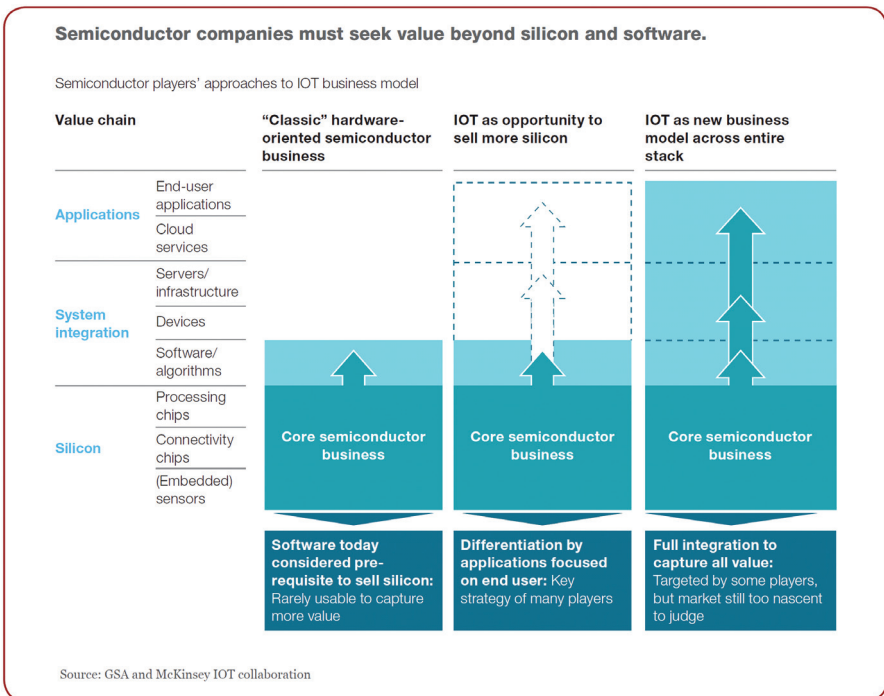 Semiconductor companies must seek value beyond silicon and software.
Semiconductor players’ approaches to IOT business model
Value chain
“Classic” hardware-
oriented semiconductor
business
IOT as opportunity to
sell more silicon
IOT as new business
model across entire
stack
Applications
End-user
applications
Cloud
services
System
integration
Servers/
infrastructure
Devices
Software/
algorithms
Silicon
Processing
chips
Connectivity
chips
(Embedded)
sensors
Core semiconductor
business
Core semiconductor
business
Core semiconductor
business
Software today
considered pre-
requisite to sell silicon:
Rarely usable to capture
more value
Differentiation by
applications focused
on end user: Key
strategy of many players
Full integration to
capture all value:
Targeted by some players,
but market still too nascent
to judge
Source: GSA and McKinsey IOT collaboration